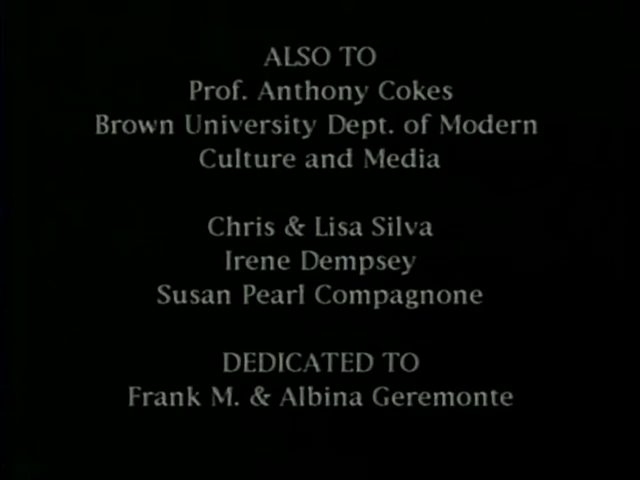 ALSO TO
Prof. Anthony Cokes
Brown University Dept. of Modern
Culture and Media
Chris & Lisa Silva
Irene Dempsey
Susan Pearl Compagnone
DEDICATED TO
Frank M. & Albina Geremonte